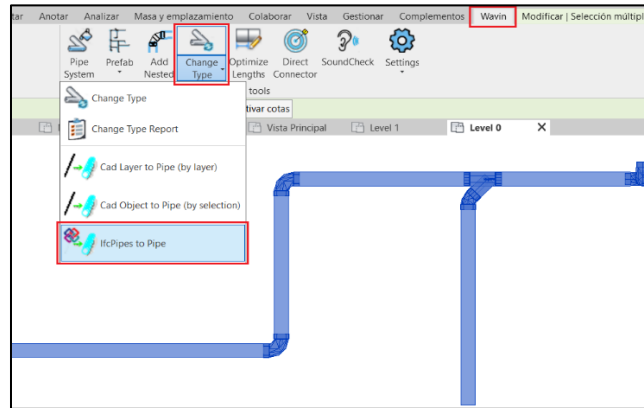 Anotar Analizar Masa y emplazamiento Colaborar Vista Gestionar Complementos Wavin Modificar | Selección múltipl
Pipe System
Prefab
Add Nested
Change Type
Optimize Lengths
Direct Connector
SoundCheck
Settings
tools
Change Type
Change Type Report
Cad Layer to Pipe (by layer)
Cad Object to Pipe (by selection)
IfcPipes to Pipe
tivar cotas
Vista Principal
Level 1
Level 0